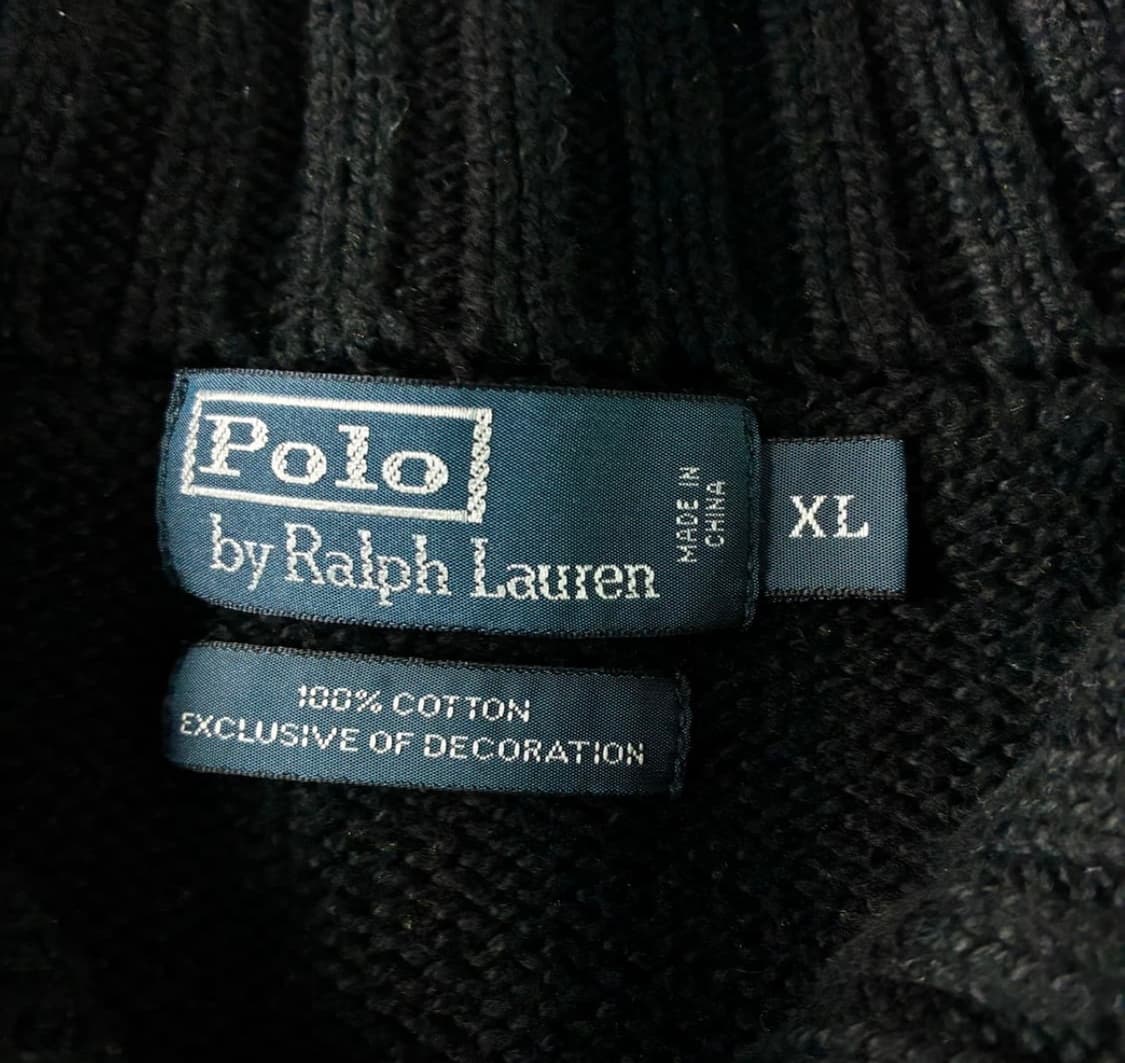 Polo
by Ralph Lauren
MADE IN
CHINA
XL
100% COTTON
EXCLUSIVE OF DECORATION